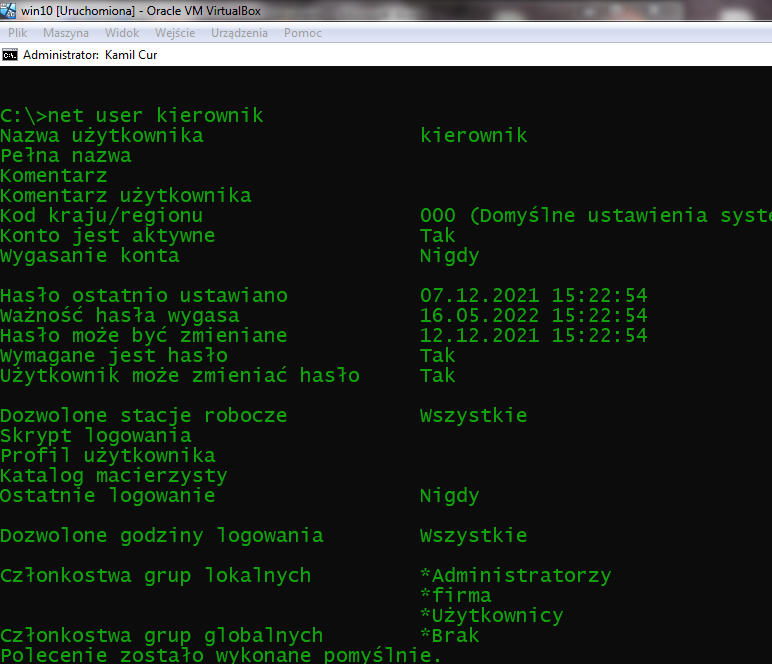 win10 [Uruchomiona] - Oracle VM VirtualBox
Plik Maszyna Widok Wejście Urządzenia Pomoc
Administrator: Kamil Cur
C:\>net user kierownik
Nazwa użytkownika kierownik
Pełna nazwa
Komentarz
Komentarz użytkownika
Kod kraju/regionu 000 (Domyślne ustawienia syste
Konto jest aktywne Tak
Wygasanie konta Nigdy
Hasło ostatnio ustawiano 07.12.2021 15:22:54
Ważność hasła wygasa 16.05.2022 15:22:54
Hasło może być zmieniane 12.12.2021 15:22:54
Wymagane jest hasło Tak
Użytkownik może zmieniać hasło Tak
Dozwolone stacje robocze Wszystkie
Skrypt logowania
Profil użytkownika
Katalog macierzysty
Ostatnie logowanie Nigdy
Dozwolone godziny logowania Wszystkie
Członkostwa grup lokalnych *Administratorzy
*firma
*Użytkownicy
Członkostwa grup globalnych *Brak
Polecenie zostało wykonane pomyślnie.